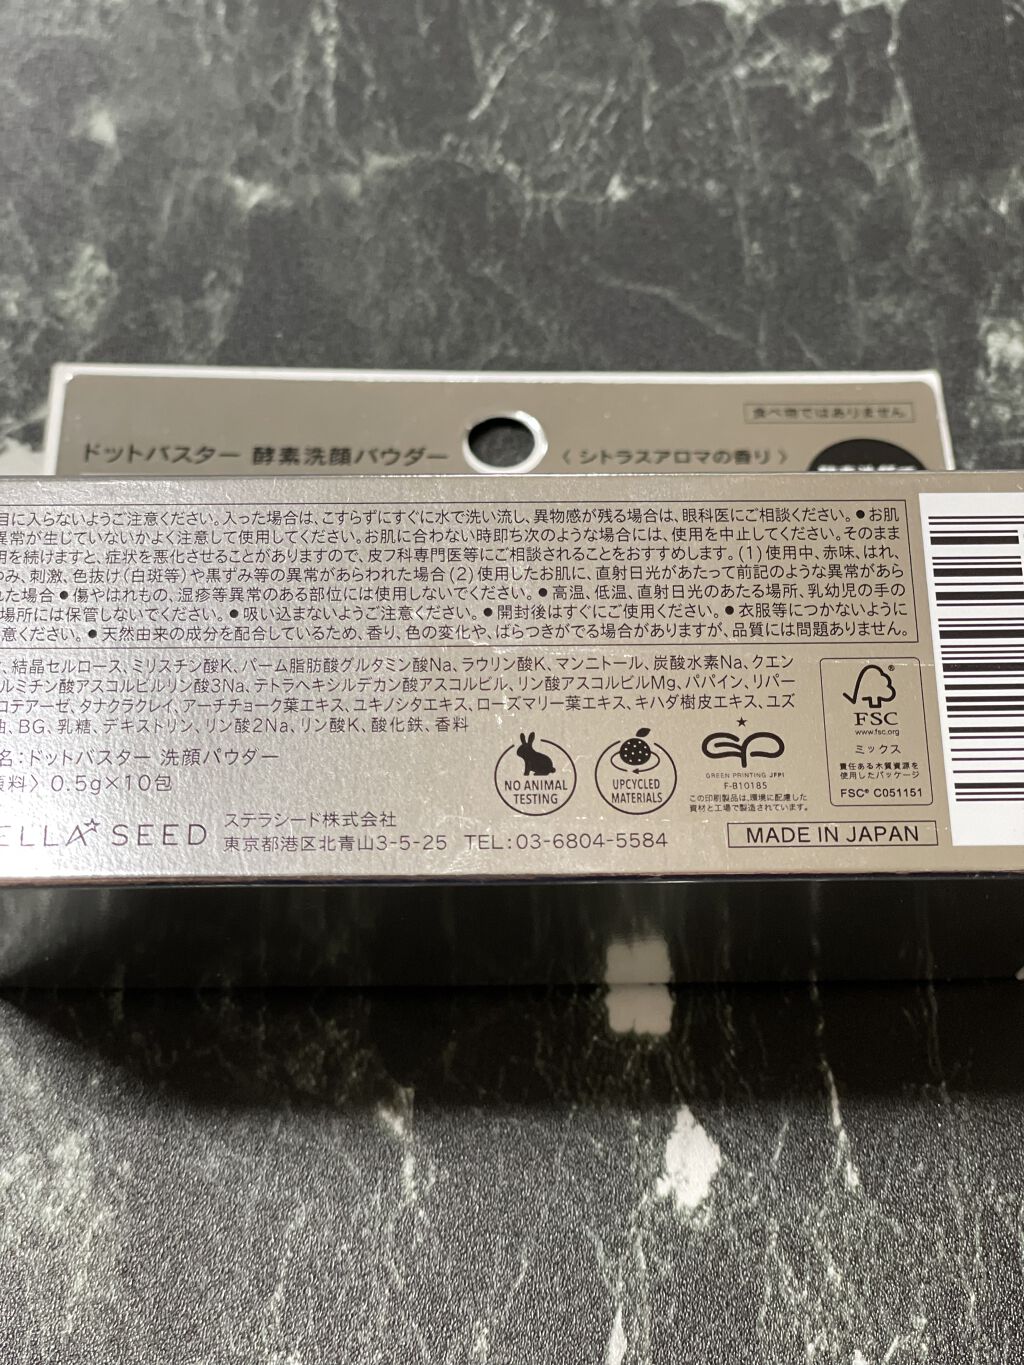 食べ物ではありません
ドットバスター 酵素洗顔パウダー
〈 シトラスアロマの香り 〉
目に入らないようご注意ください。入った場合は、こすらずにすぐに水で洗い流し、異物感が残る場合は、眼科医にご相談ください。●お肌
異常が生じていないかよく注意して使用してください。お肌に合わない時即ち次のような場合には、使用を中止してください。そのまま
用を続けますと、症状を悪化させることがありますので、皮フ科専門医等にご相談されることをおすすめします。(1)使用中、赤味、はれ、
ゆみ、刺激、色抜け(白斑等)や黒ずみ等の異常があらわれた場合(2)使用したお肌に、直射日光があたって前記のような異常があら
れた場合●傷やはれもの、湿疹等異常のある部位には使用しないでください。●高温、低温、直射日光のあたる場所、乳幼児の手の
場所には保管しないでください。●吸い込まないようご注意ください。●開封後はすぐにご使用ください。●衣服等につかないように
意ください。●天然由来の成分を配合しているため、香り、色の変化や、ばらつきがでる場合がありますが、品質には問題ありません。
、結晶セルロース、ミリスチン酸K、パーム脂肪酸グルタミン酸Na、ラウリン酸K、マンニトール、炭酸水素Na、クエン
ルミチン酸アスコルビルリン酸3Na、テトラヘキシルデカン酸アスコルビル、リン酸アスコルビルMg、パパイン、リパー
コテアーゼ、タナクラクレイ、アーチチョーク葉エキス、ユキノシタエキス、ローズマリー葉エキス、キハダ樹皮エキス、ユズ
油、BG、乳糖、デキストリン、リン酸2Na、リン酸K、酸化鉄、香料
名:ドットバスター 洗顔パウダー
原料〉0.5g×10包
ELLA SEED
ステラシード株式会社
東京都港区北青山3-5-25 TEL:03-6804-5584
NO ANIMAL
TESTING
UPCYCLED
MATERIALS
GREEN PRINTING JFPI
F-B10185
この印刷製品は、環境に配慮した
資材と工場で製造されています。
FSC
www.fsc.org
ミックス
責任ある木質資源を
使用したパッケージ
FSC® C051151
MADE IN JAPAN